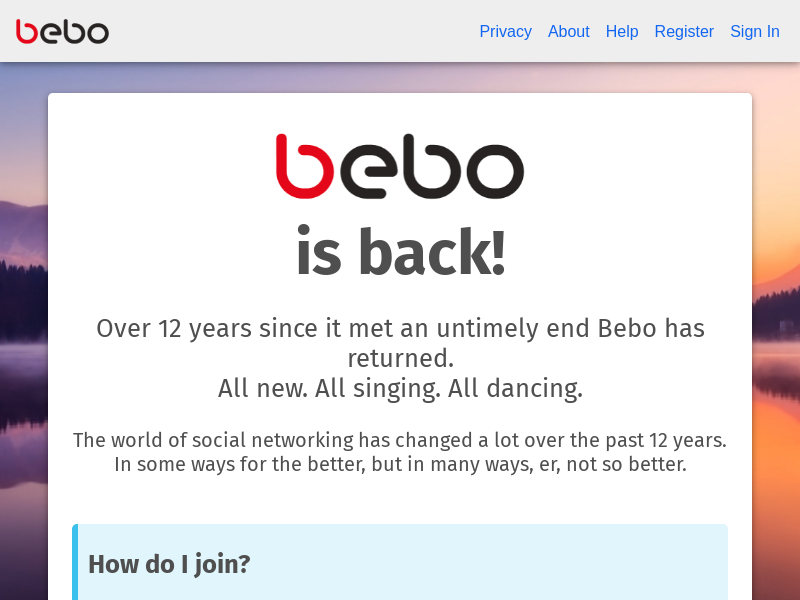 bebo
Privacy About Help Register Sign In
bebo
is back!
Over 12 years since it met an untimely end Bebo has
returned.
All new. All singing. All dancing.
The world of social networking has changed a lot over the past 12 years.
In some ways for the better, but in many ways, er, not so better.
How do I join?